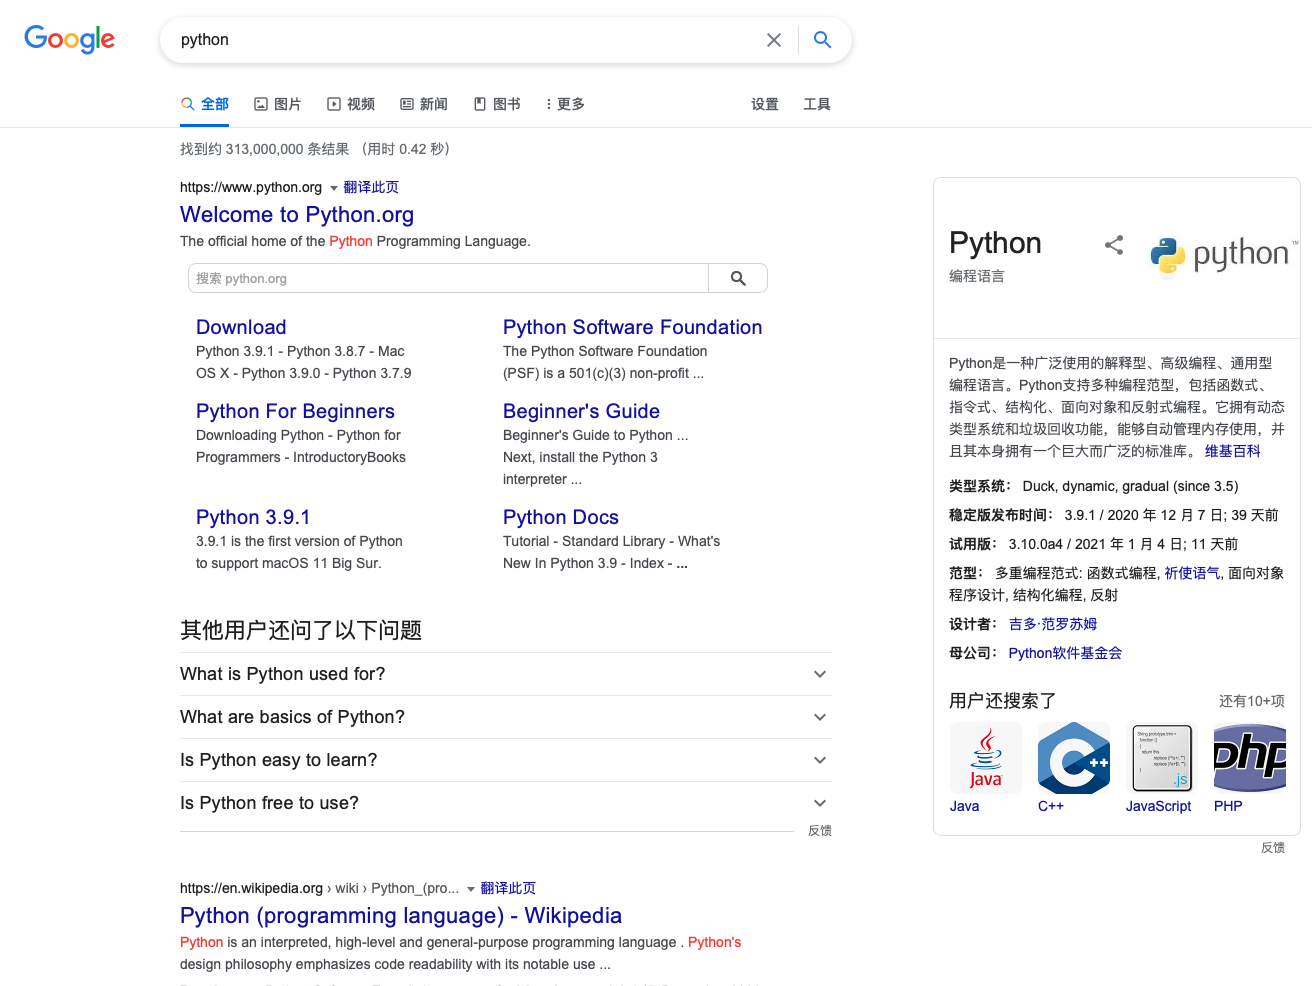 Google
python
全部
图片
视频
新闻
图书
更多
设置
工具
找到约 313,000,000 条结果 （用时 0.42 秒）
https://www.python.org 翻译此页
Welcome to Python.org
The official home of the Python Programming Language.
搜索 python.org
Download
Python 3.9.1 - Python 3.8.7 - Mac
OS X - Python 3.9.0 - Python 3.7.9
Python Software Foundation
The Python Software Foundation
(PSF) is a 501(c)(3) non-profit ...
Python For Beginners
Downloading Python - Python for
Programmers - IntroductoryBooks
Beginner's Guide
Beginner's Guide to Python ...
Next, install the Python 3
interpreter ...
Python 3.9.1
3.9.1 is the first version of Python
to support macOS 11 Big Sur.
Python Docs
Tutorial - Standard Library - What's
New In Python 3.9 - Index - ...
其他用户还问了以下问题
What is Python used for?
What are basics of Python?
Is Python easy to learn?
Is Python free to use?
反馈
https://en.wikipedia.org › wiki › Python_(pro... 翻译此页
Python (programming language) - Wikipedia
Python is an interpreted, high-level and general-purpose programming language . Python's
design philosophy emphasizes code readability with its notable use ...
Python
编程语言
python™
Python是一种广泛使用的解释型、高级编程、通用型
编程语言。Python支持多种编程范型，包括函数式、
指令式、结构化、面向对象和反射式编程。它拥有动态
类型系统和垃圾回收功能，能够自动管理内存使用，并
且其本身拥有一个巨大而广泛的标准库。 维基百科
类型系统： Duck, dynamic, gradual (since 3.5)
稳定版发布时间： 3.9.1 / 2020 年 12 月 7 日; 39 天前
试用版： 3.10.0a4 / 2021 年 1 月 4 日; 11 天前
范型： 多重编程范式: 函数式编程, 祈使语气, 面向对象
程序设计, 结构化编程, 反射
设计者： 吉多·范罗苏姆
母公司： Python软件基金会
用户还搜索了
还有10+项
Java
C++
.js
php
Java
C++
JavaScript
PHP
反馈